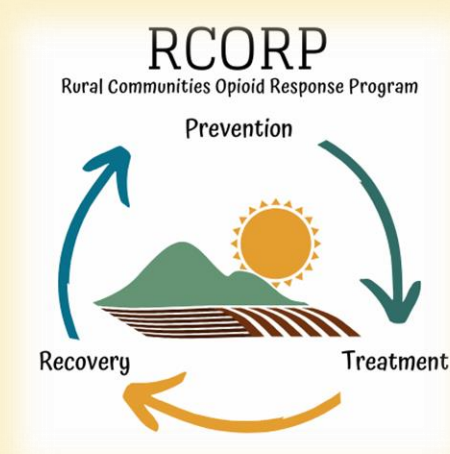 RCORP
Rural Communities Opioid Response Program
Prevention
Recovery
Treatment